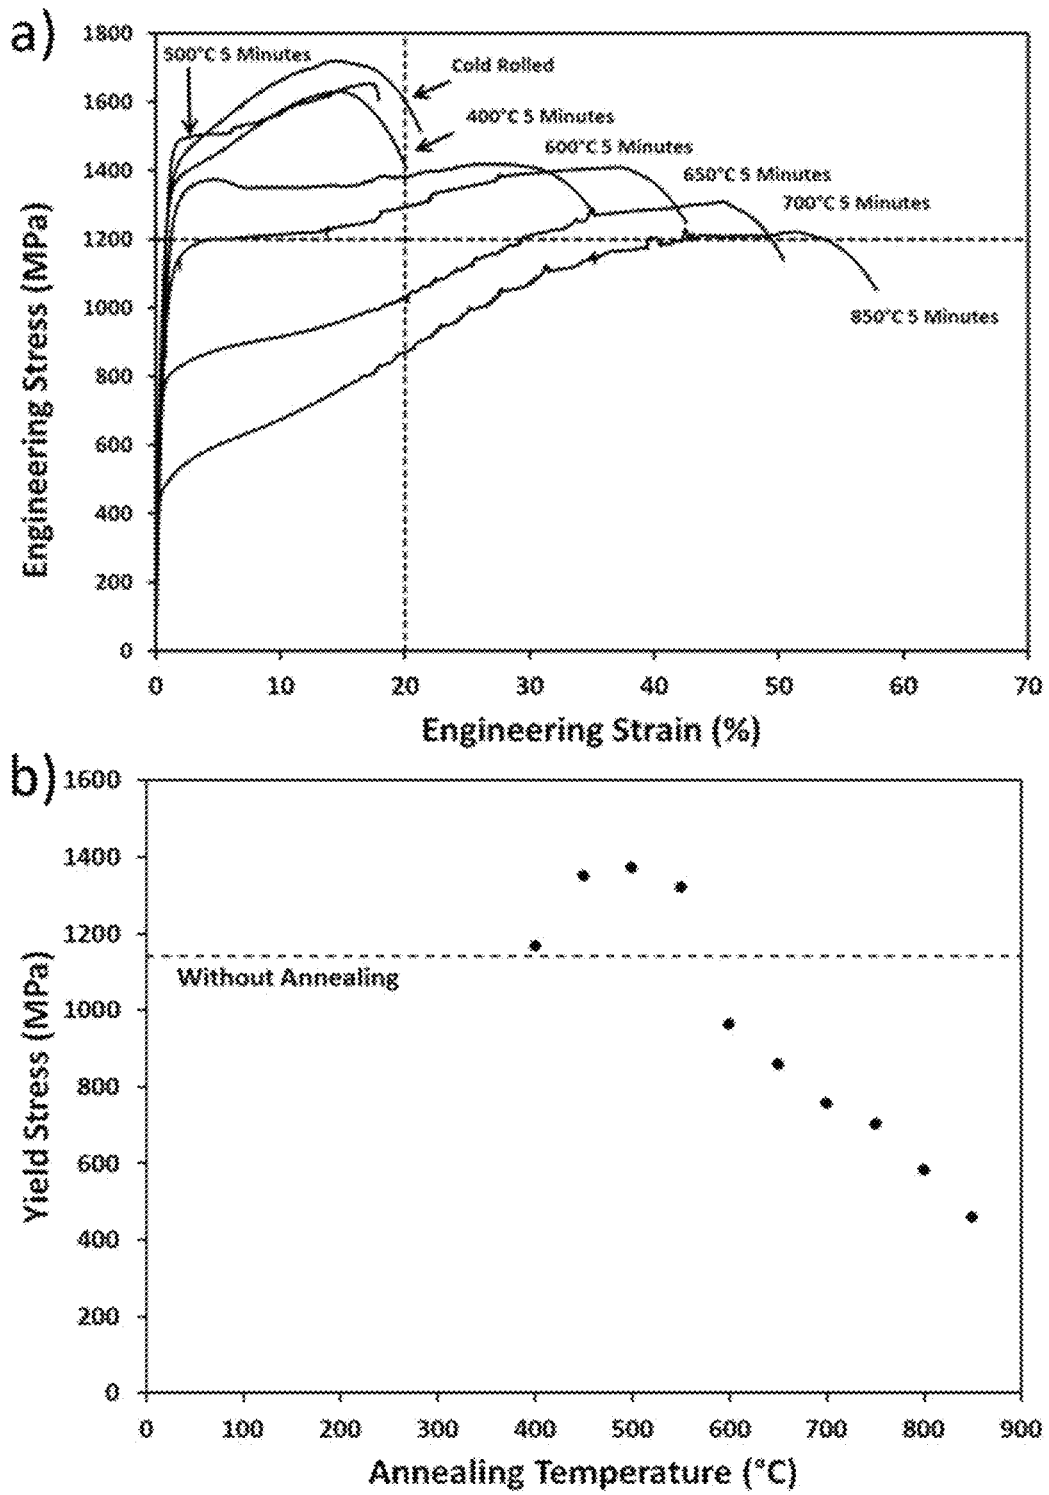 a)
1800
1600
1400
1200
1000
800
600
400
200
0
Engineering Stress (MPa)
500°C 5 Minutes
Cold Rolled
400°C 5 Minutes
600°C 5 Minutes
650°C 5 Minutes
700°C 5 Minutes
850°C 5 Minutes
0 10 20 30 40 50 60 70
Engineering Strain (%)
b)
1600
1400
1200
1000
800
600
400
200
0
Yield Stress (MPa)
Without Annealing
0 100 200 300 400 500 600 700 800 900
Annealing Temperature (°C)